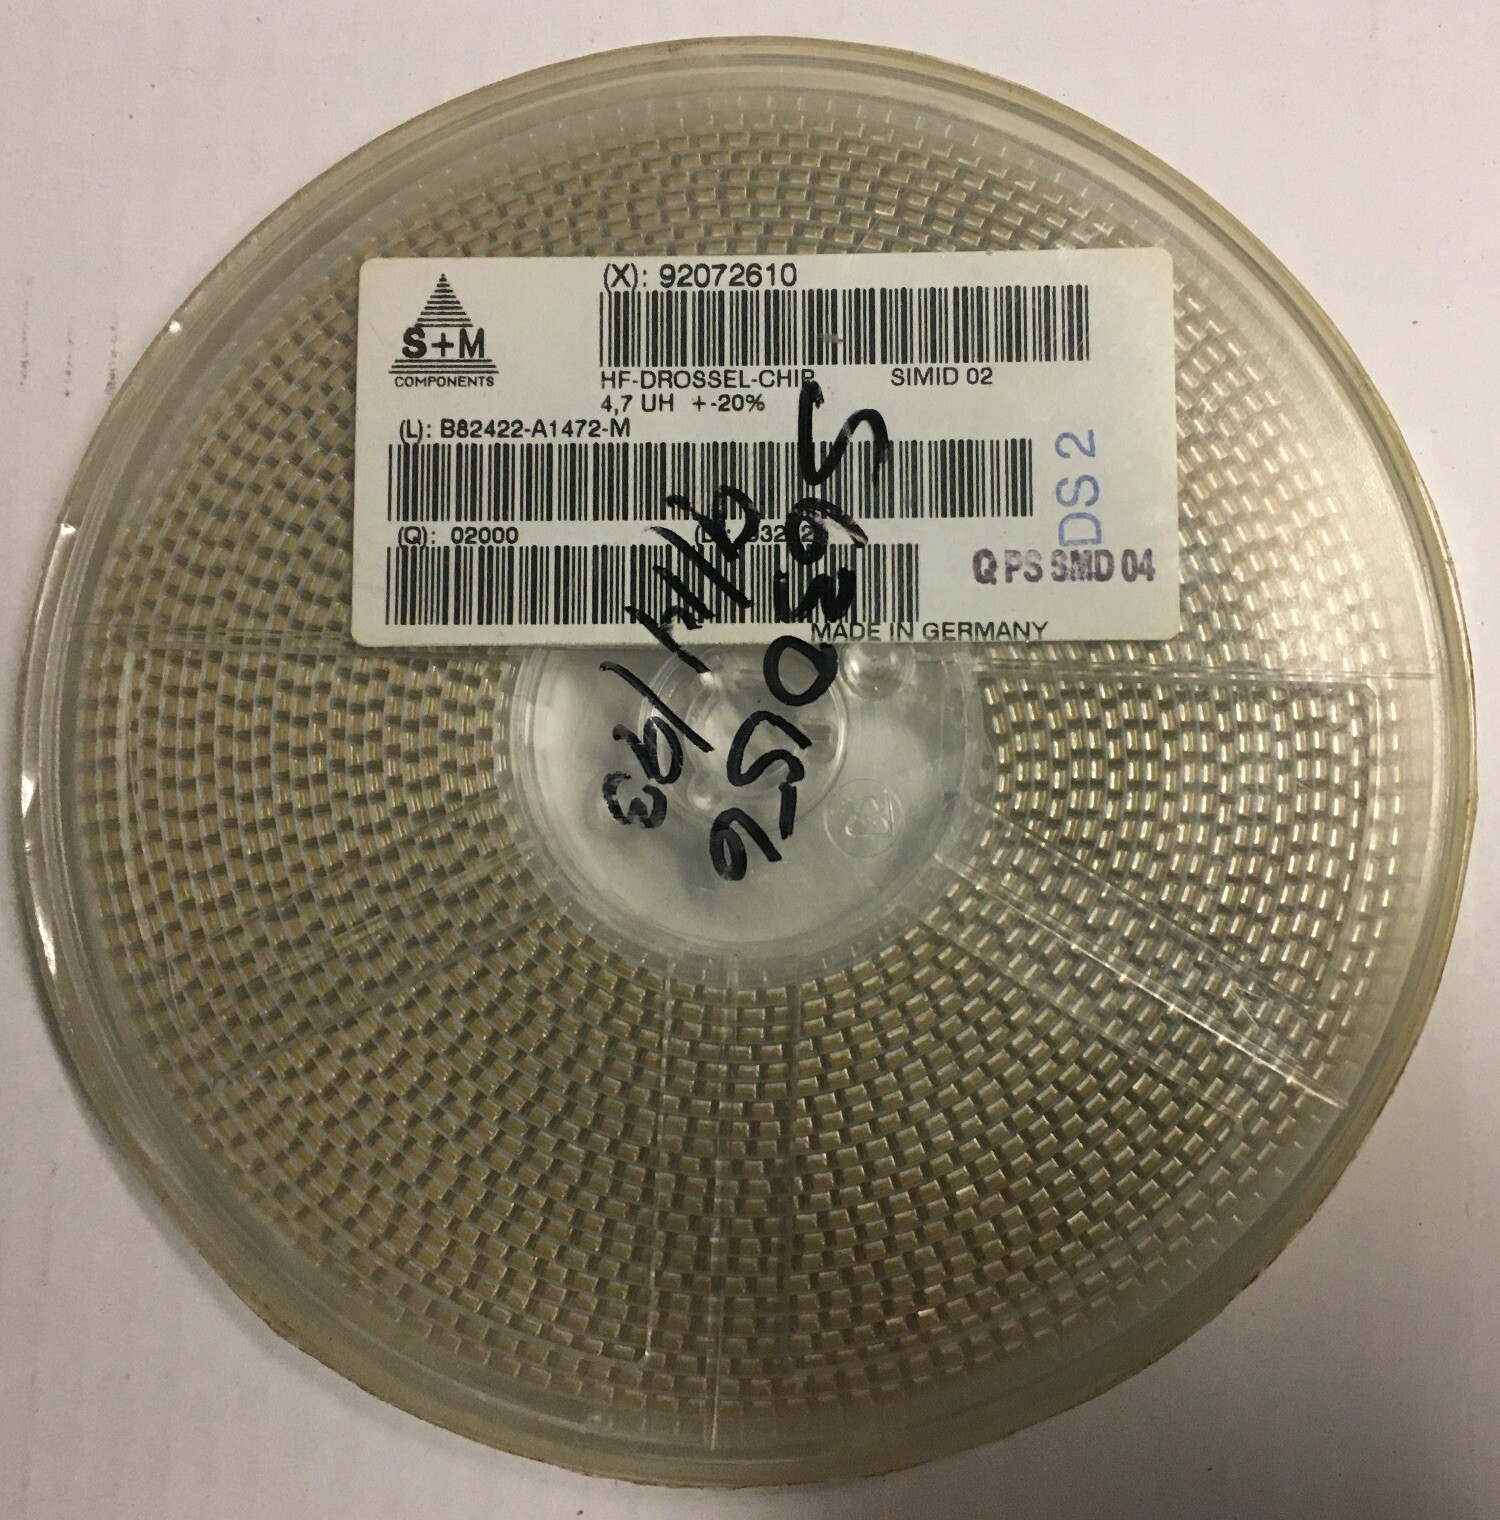 (X): 92072610
S+M
COMPONENTS
HF-DROSSEL-CHIP SIMID 02
4,7 UH +-20%
(L): B82422-A1472-M
DS 2
(Q): 02000
Q PS SMD 04
MADE IN GERMANY